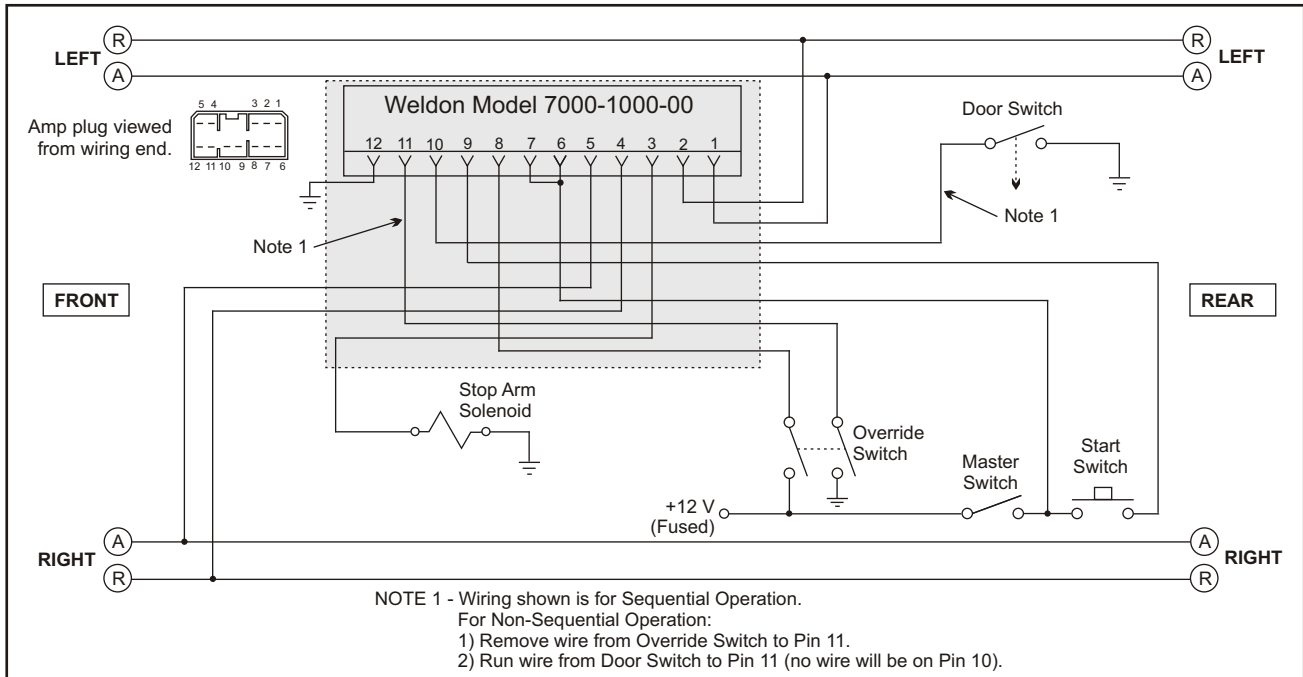 R
LEFT
A
R
LEFT
A
5 4 3 2 1
Amp plug viewed
from wiring end.
12 11 10 9 8 7 6
Weldon Model 7000-1000-00
12 11 10 9 8 7 6 5 4 3 2 1
Door Switch
Note 1
Note 1
FRONT
REAR
Stop Arm
Solenoid
Override
Switch
Master
Switch
Start
Switch
+12 V
(Fused)
A
RIGHT
R
A
RIGHT
R
NOTE 1 - Wiring shown is for Sequential Operation.
For Non-Sequential Operation:
1) Remove wire from Override Switch to Pin 11.
2) Run wire from Door Switch to Pin 11 (no wire will be on Pin 10).